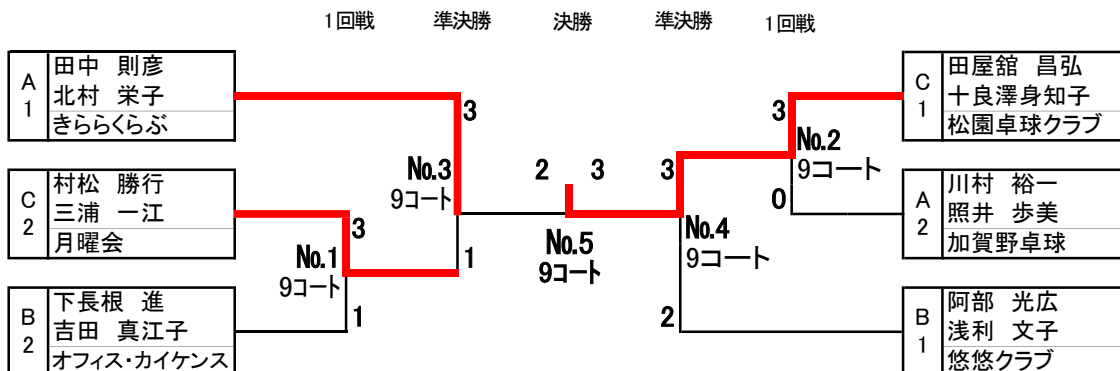 1回戦 準決勝 決勝 準決勝 1回戦
A1
田中 則彦
北村 栄子
きららくらぶ
C2
村松 勝行
三浦 一江
月曜会
B2
下長根 進
吉田 真江子
オフィス・カイケンス
3
No.1
9コート
1
3
No.3
9コート
1
2 3
No.5
9コート
3
No.4
9コート
2
3
No.2
9コート
0
C1
田屋舘 昌弘
十良澤身知子
松園卓球クラブ
A2
川村 裕一
照井 歩美
加賀野卓球
B1
阿部 光広
浅利 文子
悠悠クラブ